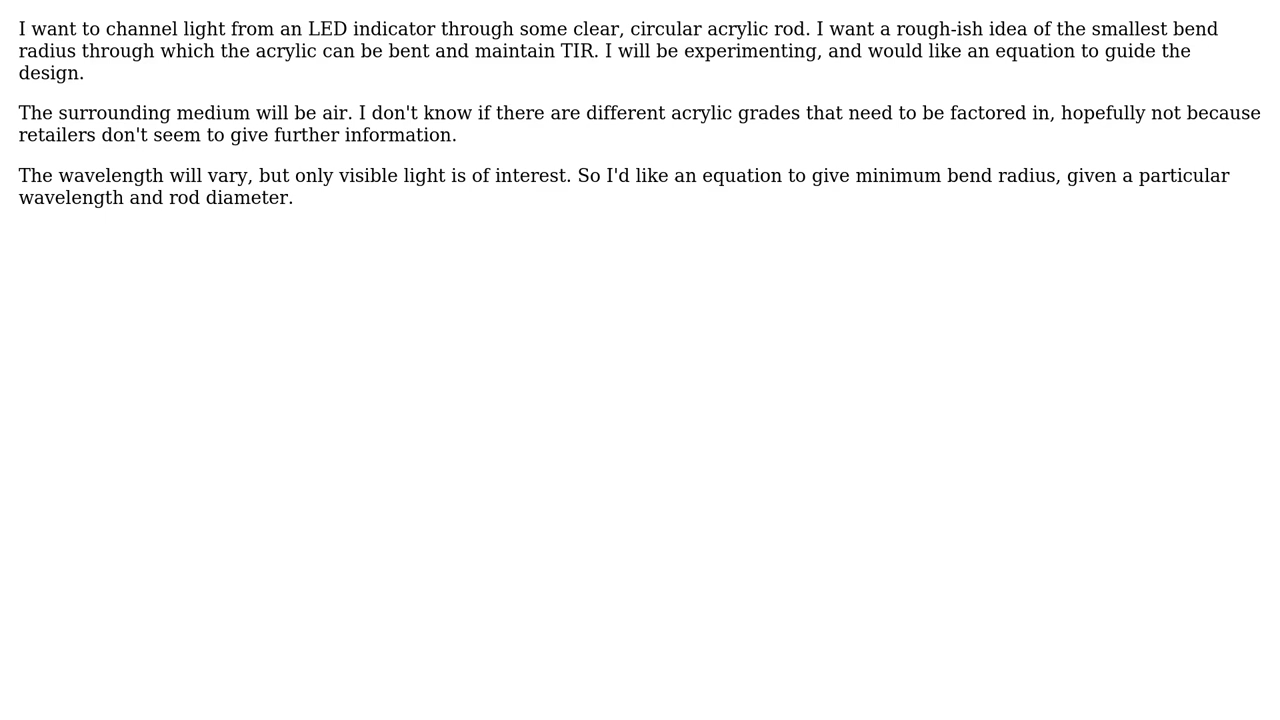 I want to channel light from an LED indicator through some clear, circular acrylic rod. I want a rough-ish idea of the smallest bend
radius through which the acrylic can be bent and maintain TIR. I will be experimenting, and would like an equation to guide the
design.
The surrounding medium will be air. I don't know if there are different acrylic grades that need to be factored in, hopefully not because
retailers don't seem to give further information.
The wavelength will vary, but only visible light is of interest. So I'd like an equation to give minimum bend radius, given a particular
wavelength and rod diameter.